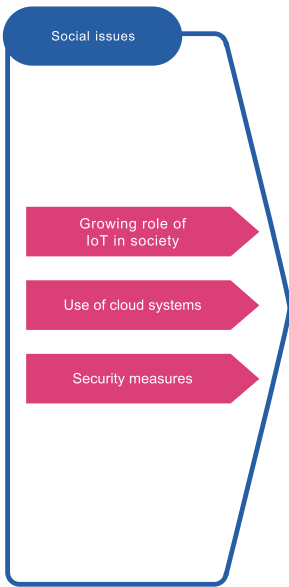 Social issues
Growing role of
IoT in society
Use of cloud systems
Security measures